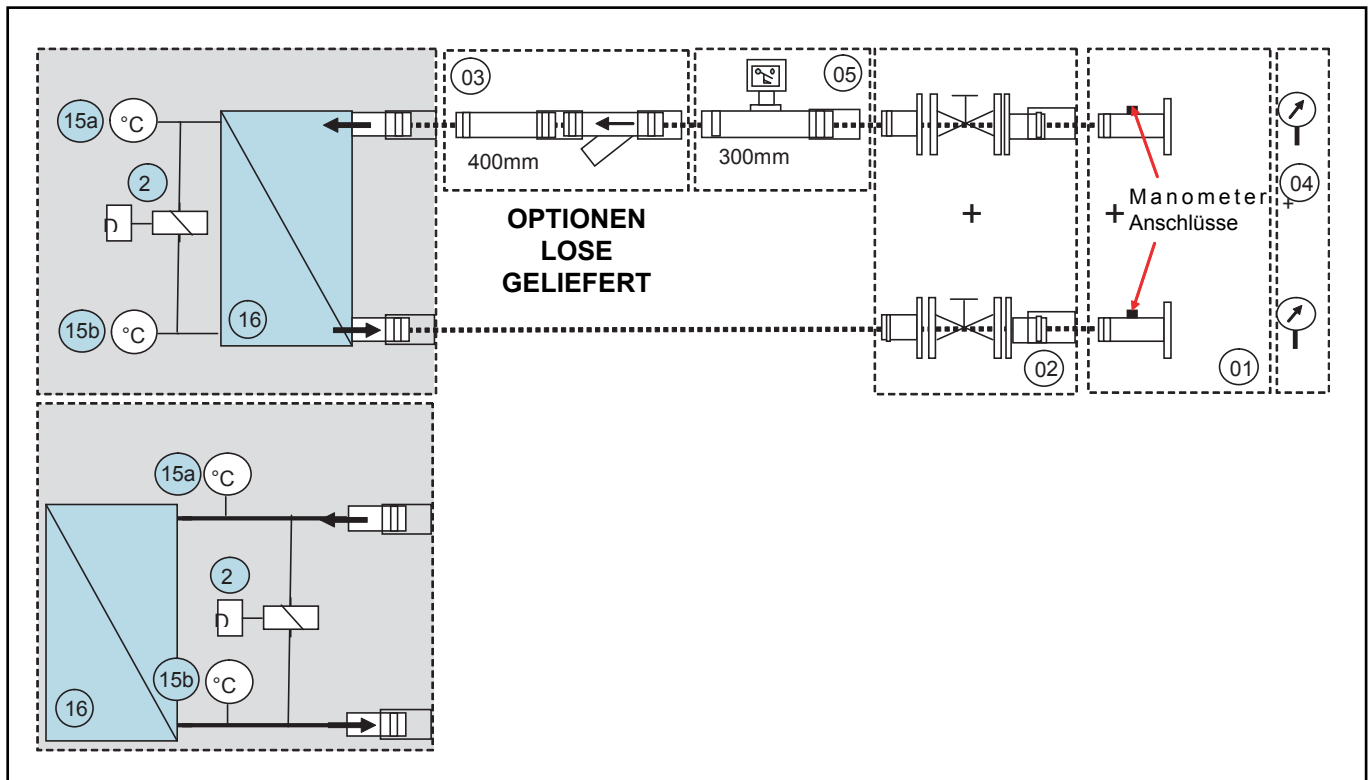 15a
°C
2
D
15b
°C
16
03
400mm
05
300mm
OPTIONEN
LOSE
GELIEFERT
+
02
+
Manometer
Anschlüsse
01
+
04
15a
°C
2
D
15b
°C
16